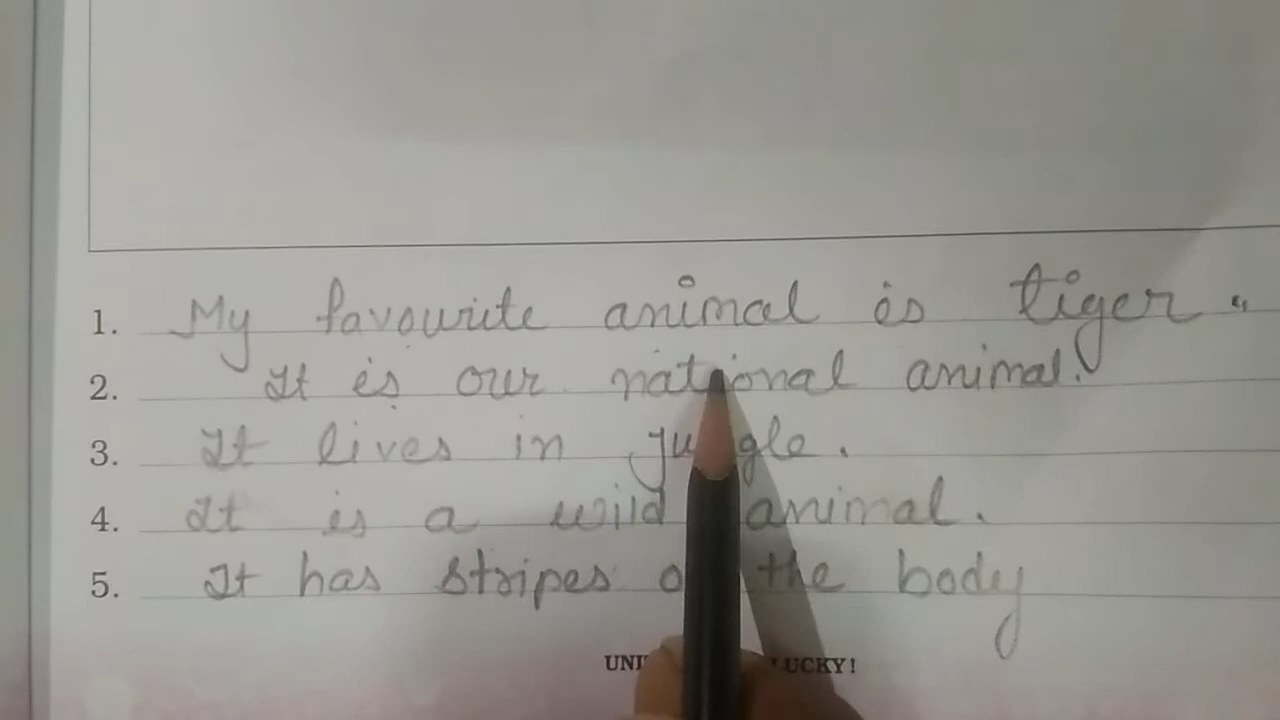 1. My favourite animal is tiger.
2. It is our national animal.
3. It lives in
4. It is a wild animal.
5. It has stripes the body